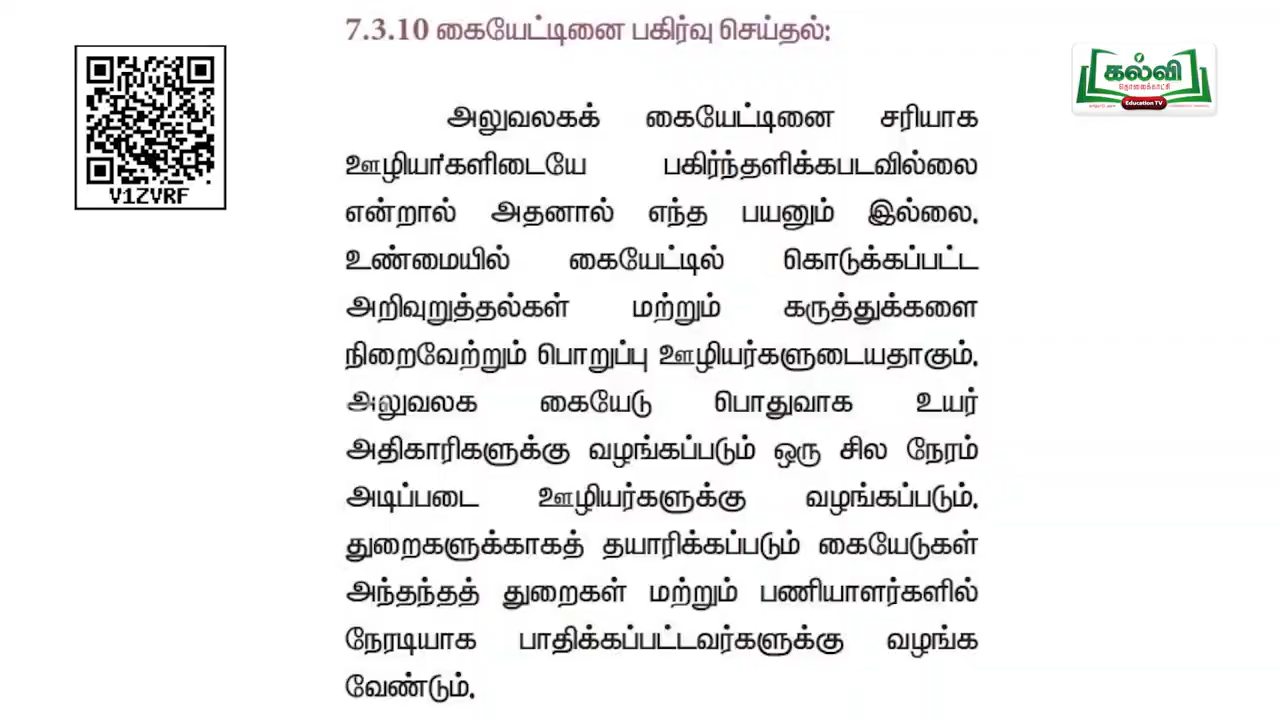 7.3.10 கையேட்டினை பகிர்வு செய்தல்:
V1ZVRF
கல்வி
தொலைக்காட்சி
Education TV
அலுவலகக் கையேட்டினை சரியாக
ஊழியர்களிடையே பகிர்ந்தளிக்கபடவில்லை
என்றால் அதனால் எந்த பயனும் இல்லை.
உண்மையில் கையேட்டில் கொடுக்கப்பட்ட
அறிவுறுத்தல்கள் மற்றும் கருத்துக்களை
நிறைவேற்றும் பொறுப்பு ஊழியர்களுடையதாகும்.
அலுவலக கையேடு பொதுவாக உயர்
அதிகாரிகளுக்கு வழங்கப்படும் ஒரு சில நேரம்
அடிப்படை ஊழியர்களுக்கு வழங்கப்படும்.
துறைகளுக்காகத் தயாரிக்கப்படும் கையேடுகள்
அந்தந்தத் துறைகள் மற்றும் பணியாளர்களில்
நேரடியாக பாதிக்கப்பட்டவர்களுக்கு வழங்க
வேண்டும்.